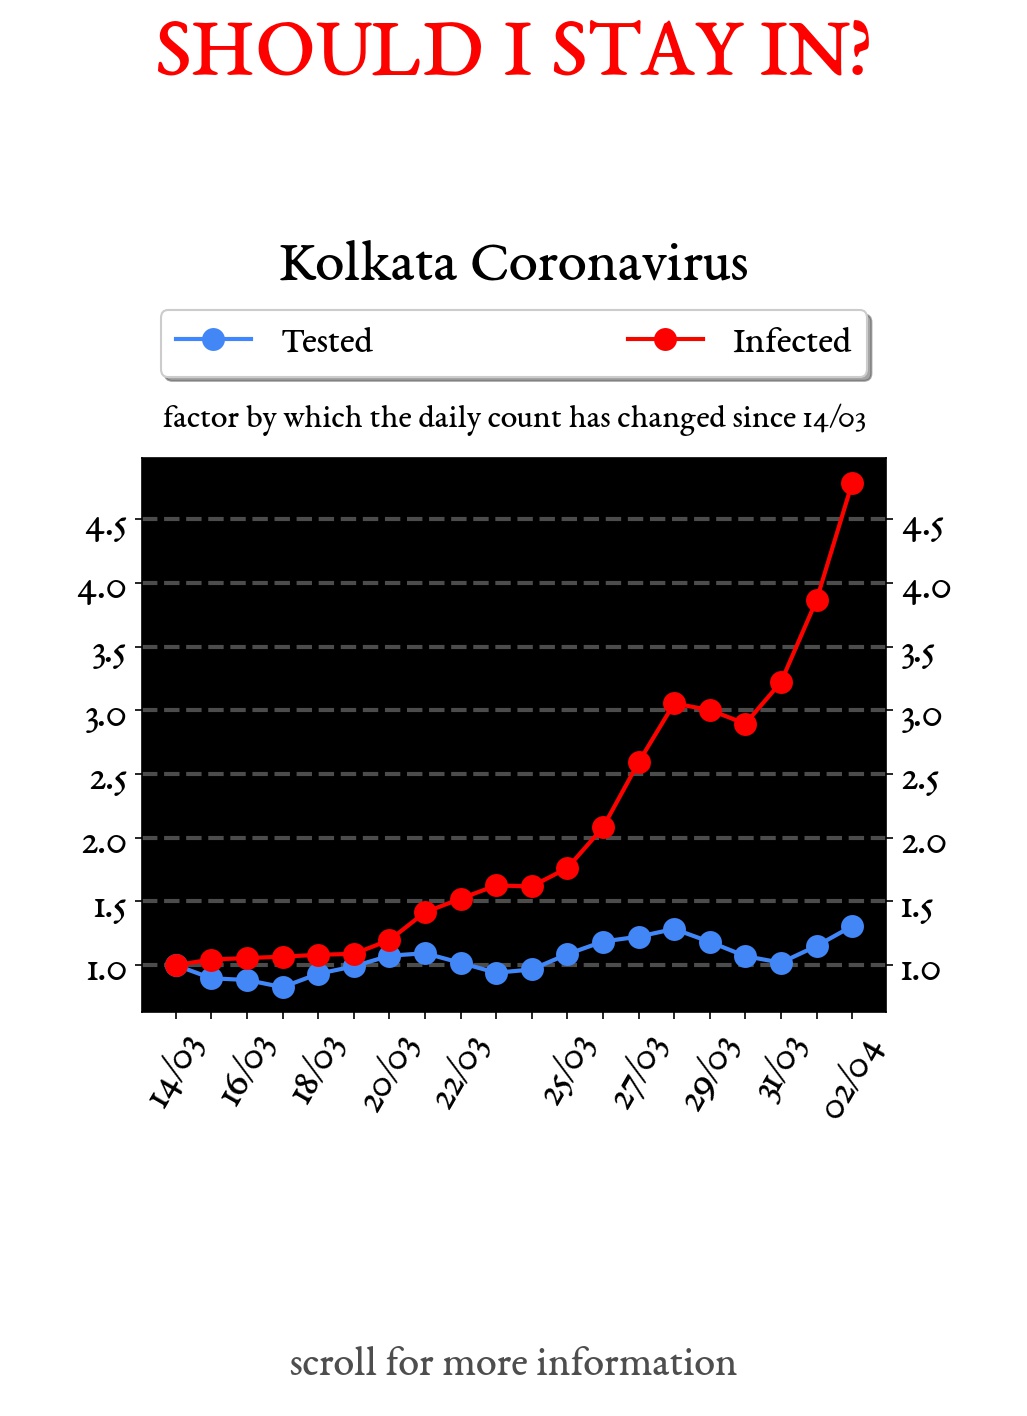 SHOULD I STAY IN?
Kolkata Coronavirus
Tested Infected
factor by which the daily count has changed since 14/03
4.5 4.5
4.0 4.0
3.5 3.5
3.0 3.0
2.5 2.5
2.0 2.0
1.5 1.5
1.0 1.0
14/03 16/03 18/03 20/03 22/03 25/03 27/03 29/03 31/03 02/04
scroll for more information